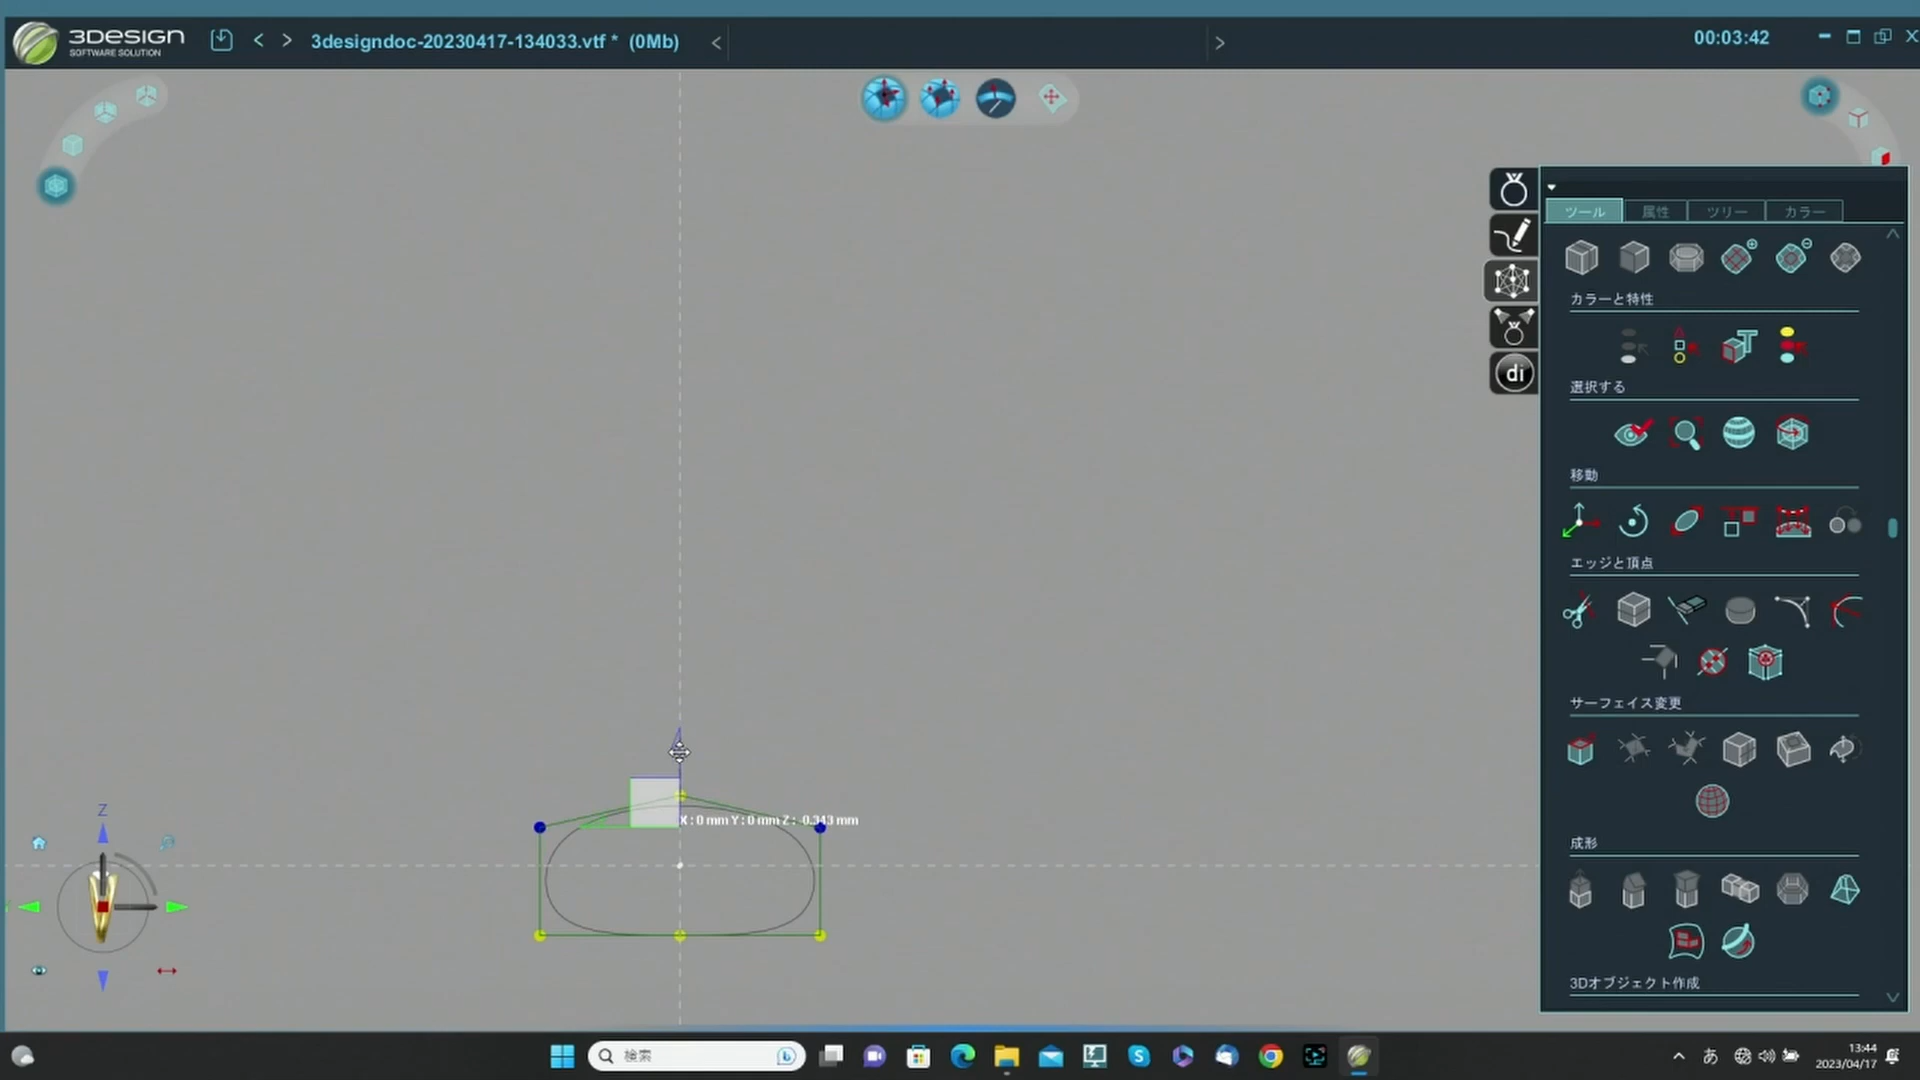 3DESIGN
SOFTWARE SOLUTION
3designdoc-20230417-134033.vtf * (0Mb)
00:03:42
ツール
属性
ツリー
カラー
カラーと特性
選択する
移動
エッジと頂点
サーフェイス変更
成形
3Dオブジェクト作成
di
X : 0 mm Y : 0 mm Z : -0.343 mm
Z
検索
あ
13:44
2023/04/17